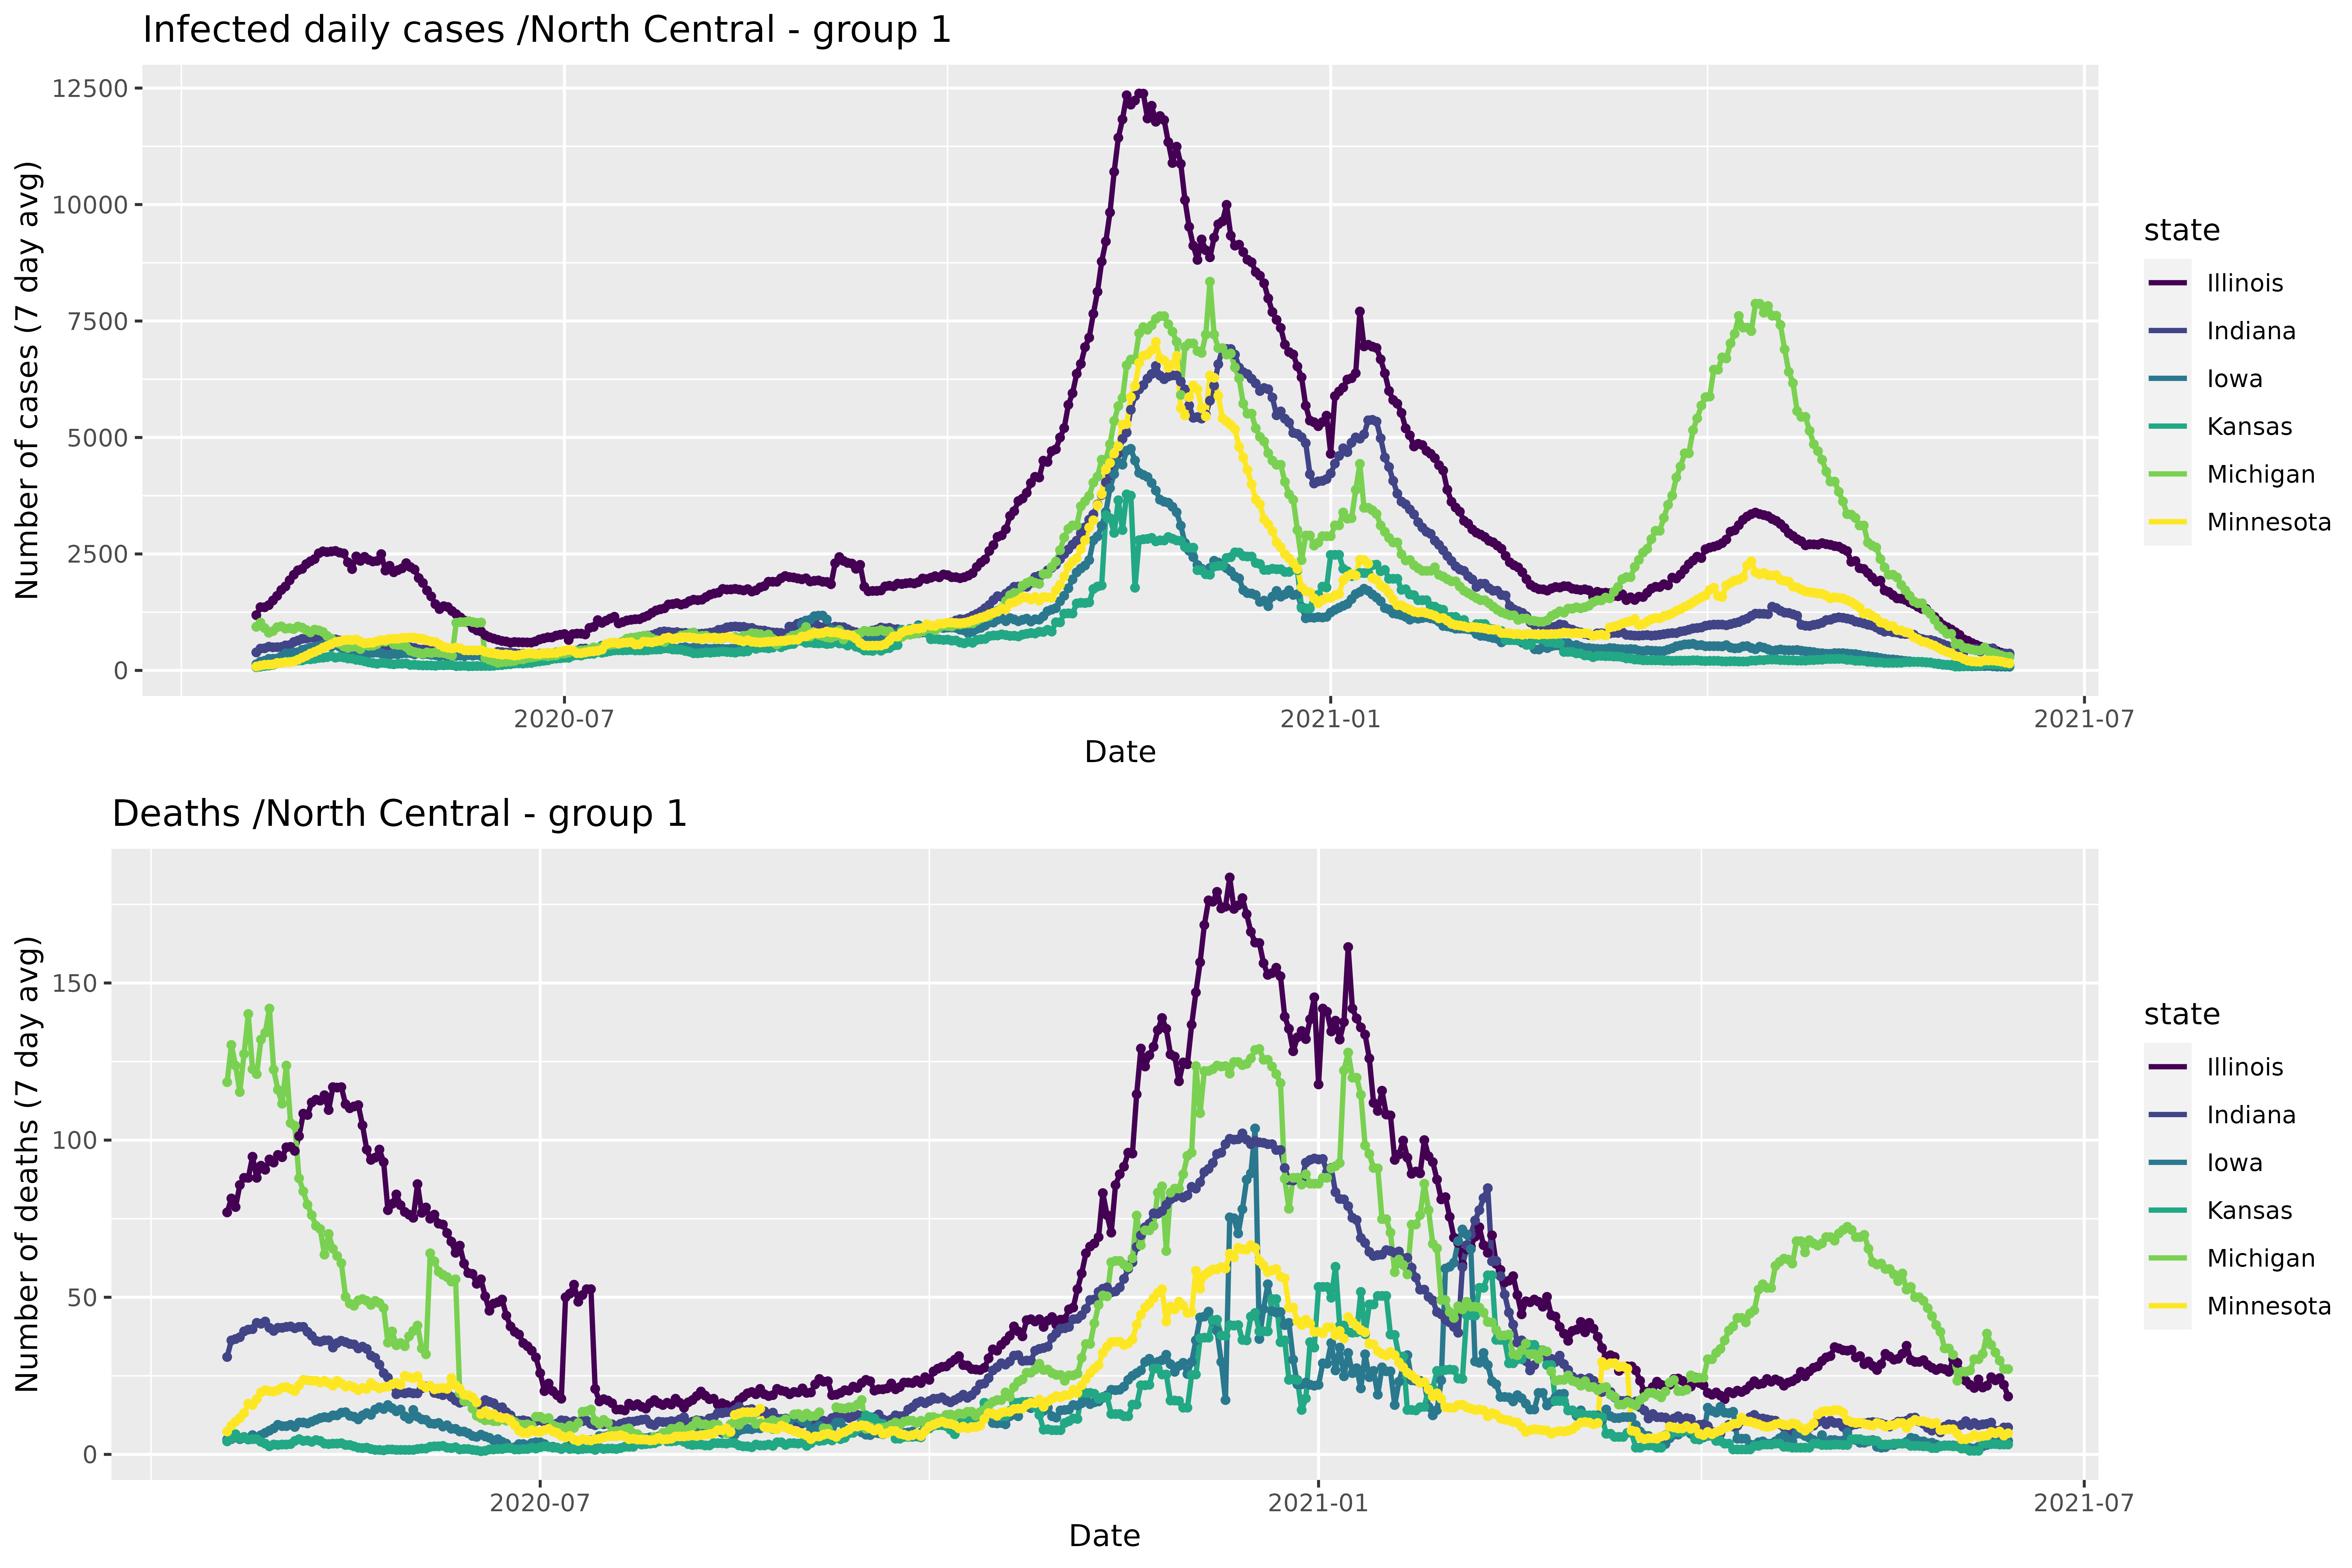 Infected daily cases /North Central - group 1
Number of cases (7 day avg)
12500
10000
7500
5000
2500
0
2020-07
2021-01
2021-07
Date
state
Illinois
Indiana
Iowa
Kansas
Michigan
Minnesota
Deaths /North Central - group 1
Number of deaths (7 day avg)
150
100
50
0
2020-07
2021-01
2021-07
Date
state
Illinois
Indiana
Iowa
Kansas
Michigan
Minnesota